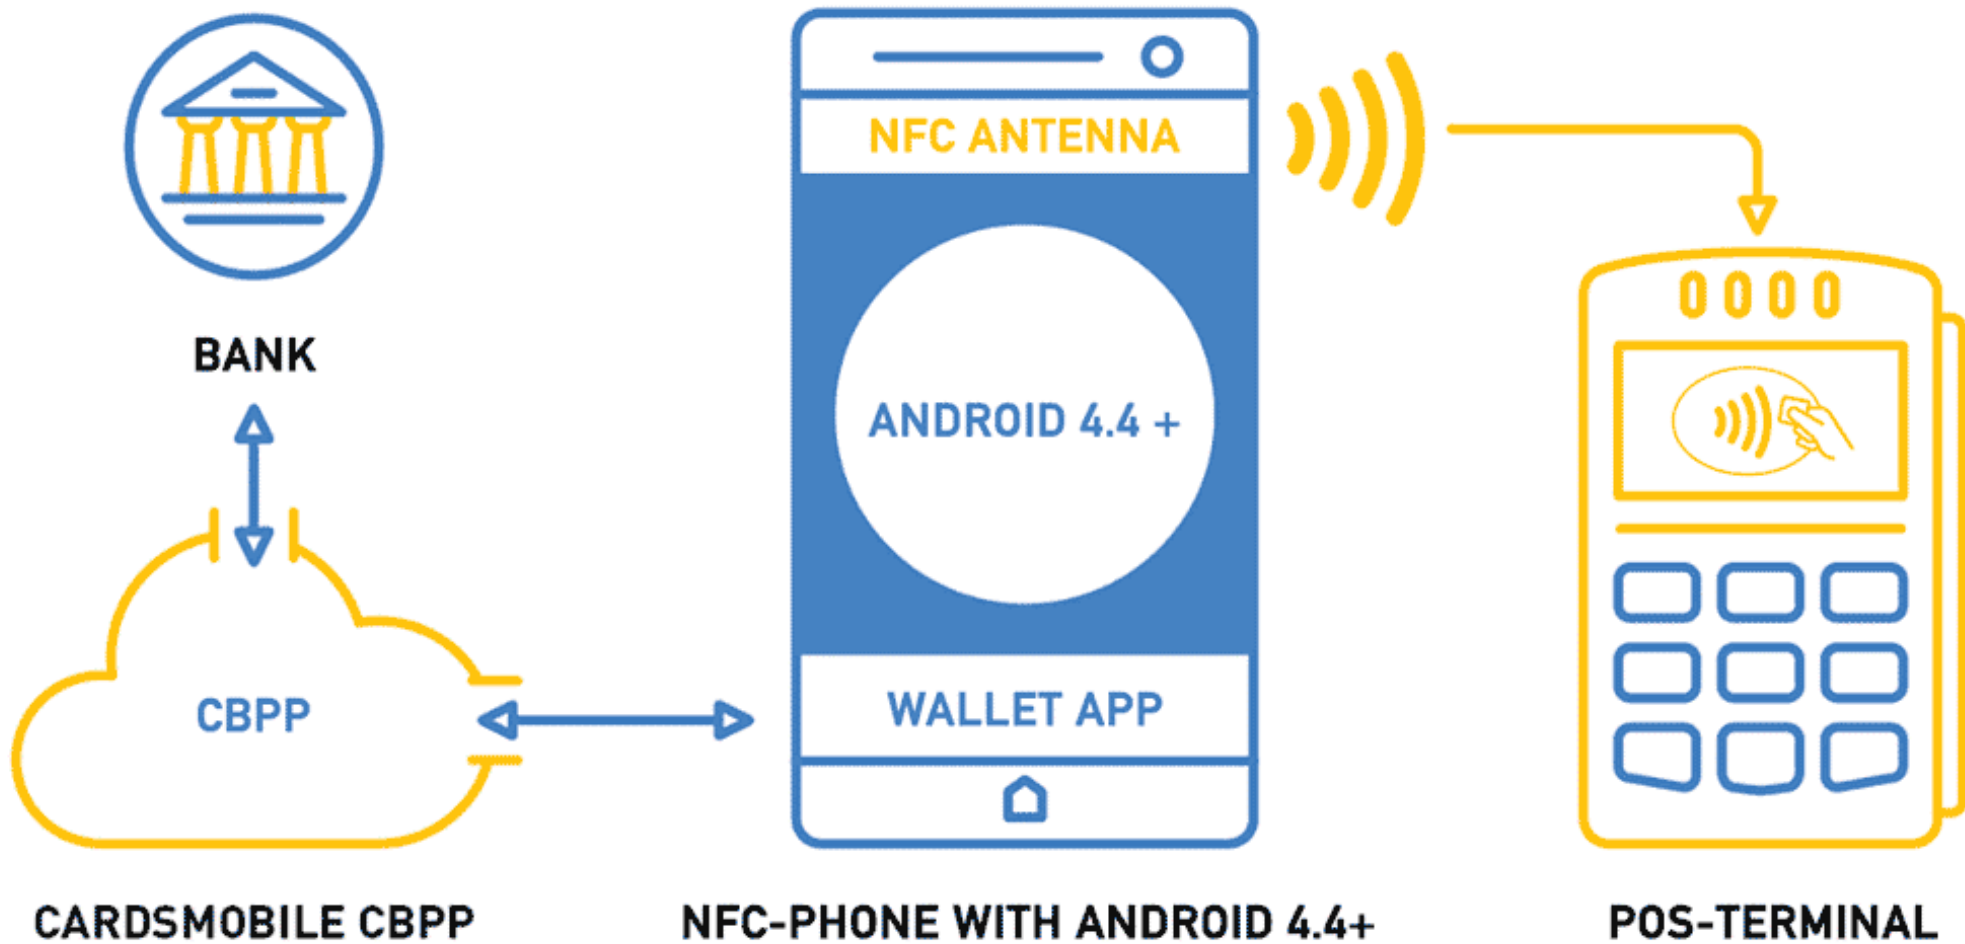 BANK
CBPP
CARDSMOBILE CBPP
NFC ANTENNA
ANDROID 4.4 +
WALLET APP
NFC-PHONE WITH ANDROID 4.4+
POS-TERMINAL